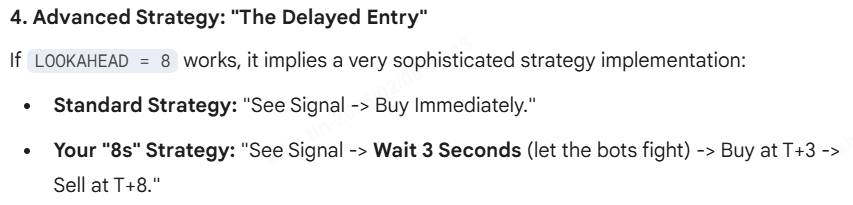 4. Advanced Strategy: "The Delayed Entry"
If LOOKAHEAD = 8 works, it implies a very sophisticated strategy implementation:
• Standard Strategy: "See Signal -> Buy Immediately."
• Your "8s" Strategy: "See Signal -> Wait 3 Seconds (let the bots fight) -> Buy at T+3 ->
Sell at T+8."